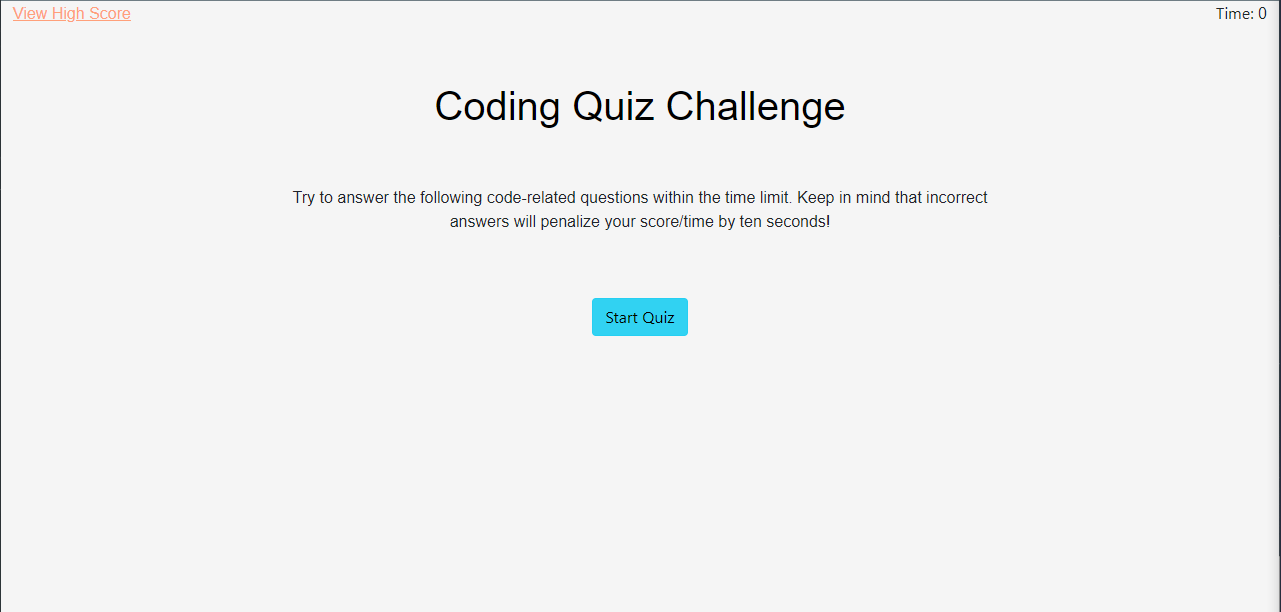 View High Score
Time: 0
Coding Quiz Challenge
Try to answer the following code-related questions within the time limit. Keep in mind that incorrect
answers will penalize your score/time by ten seconds!
Start Quiz